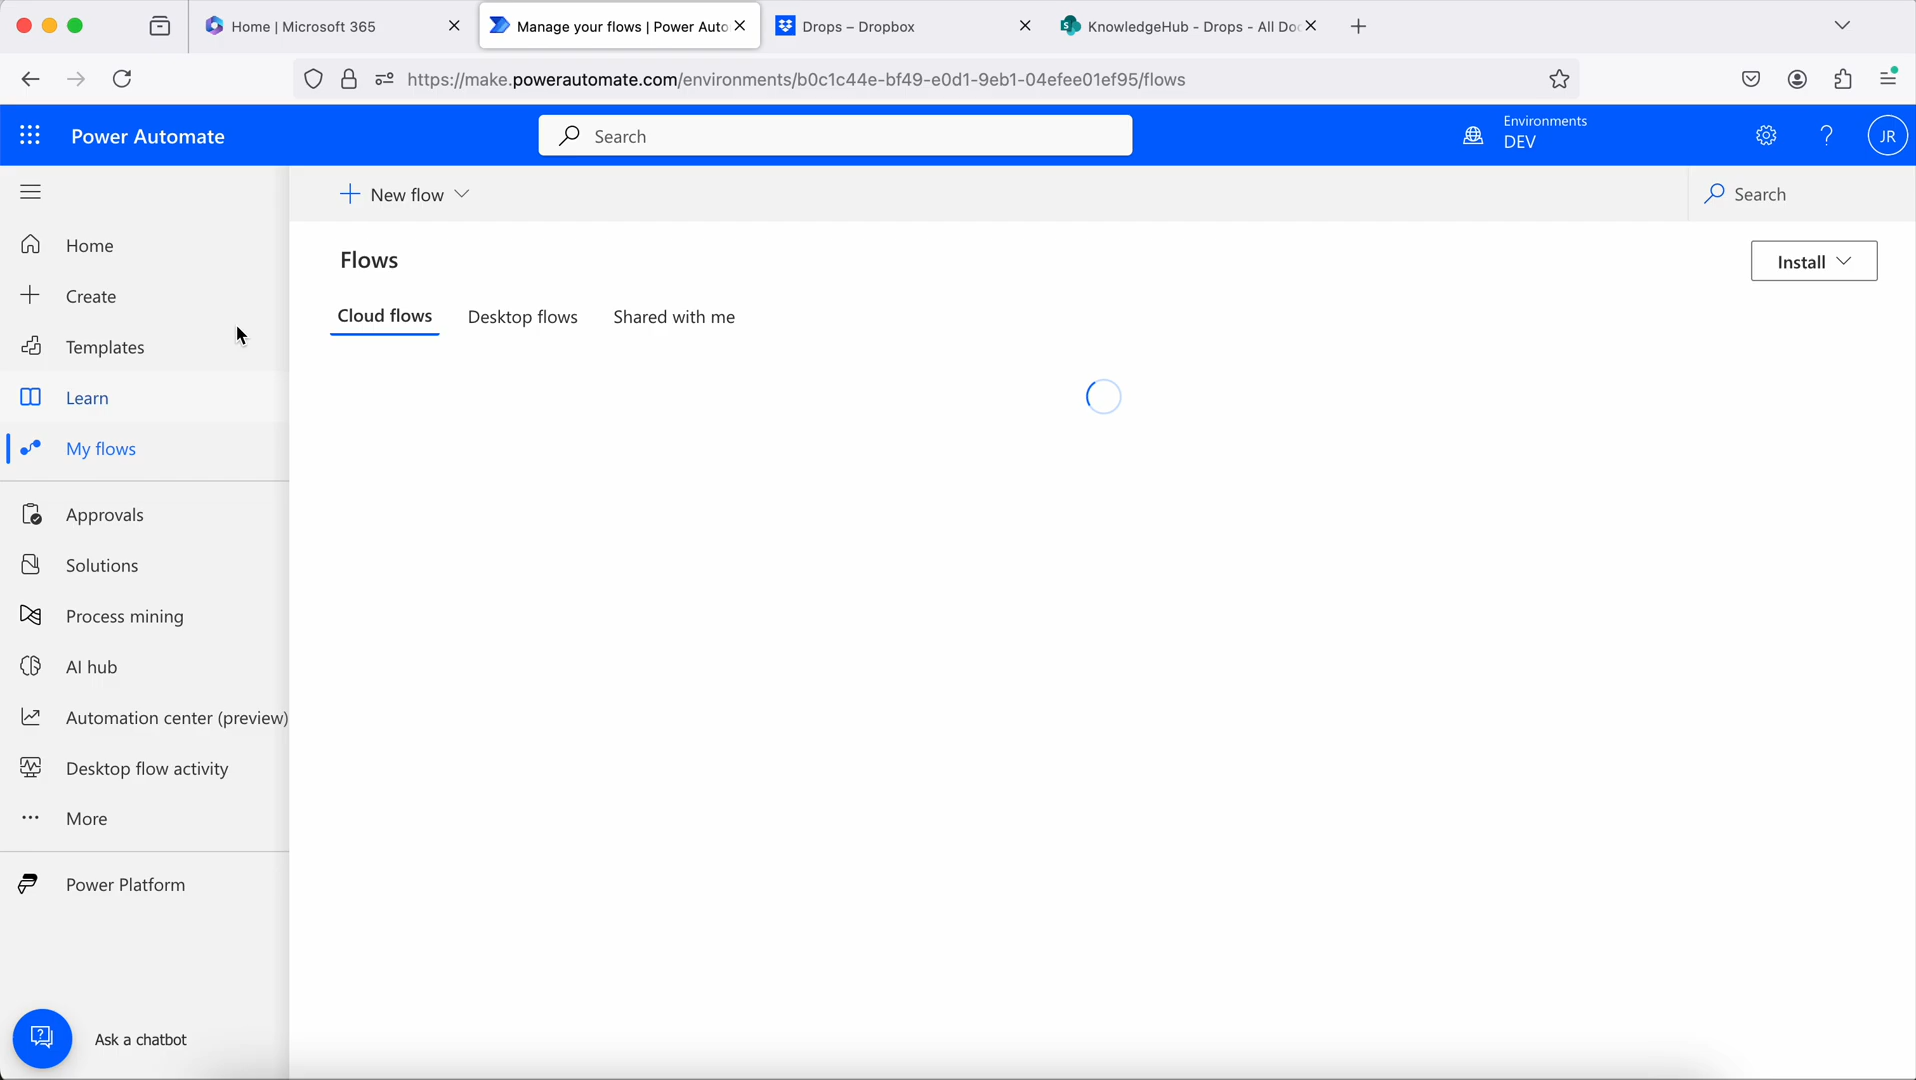 Home | Microsoft 365
Manage your flows | Power Auto
Drops – Dropbox
KnowledgeHub - Drops - All Doc
https://make.powerautomate.com/environments/b0c1c44e-bf49-e0d1-9eb1-04efee01ef95/flows
Power Automate
Search
Environments
DEV
JR
New flow
Search
Home
Flows
Install
Create
Cloud flows
Desktop flows
Shared with me
Templates
Learn
My flows
Approvals
Solutions
Process mining
AI hub
Automation center (preview)
Desktop flow activity
More
Power Platform
Ask a chatbot